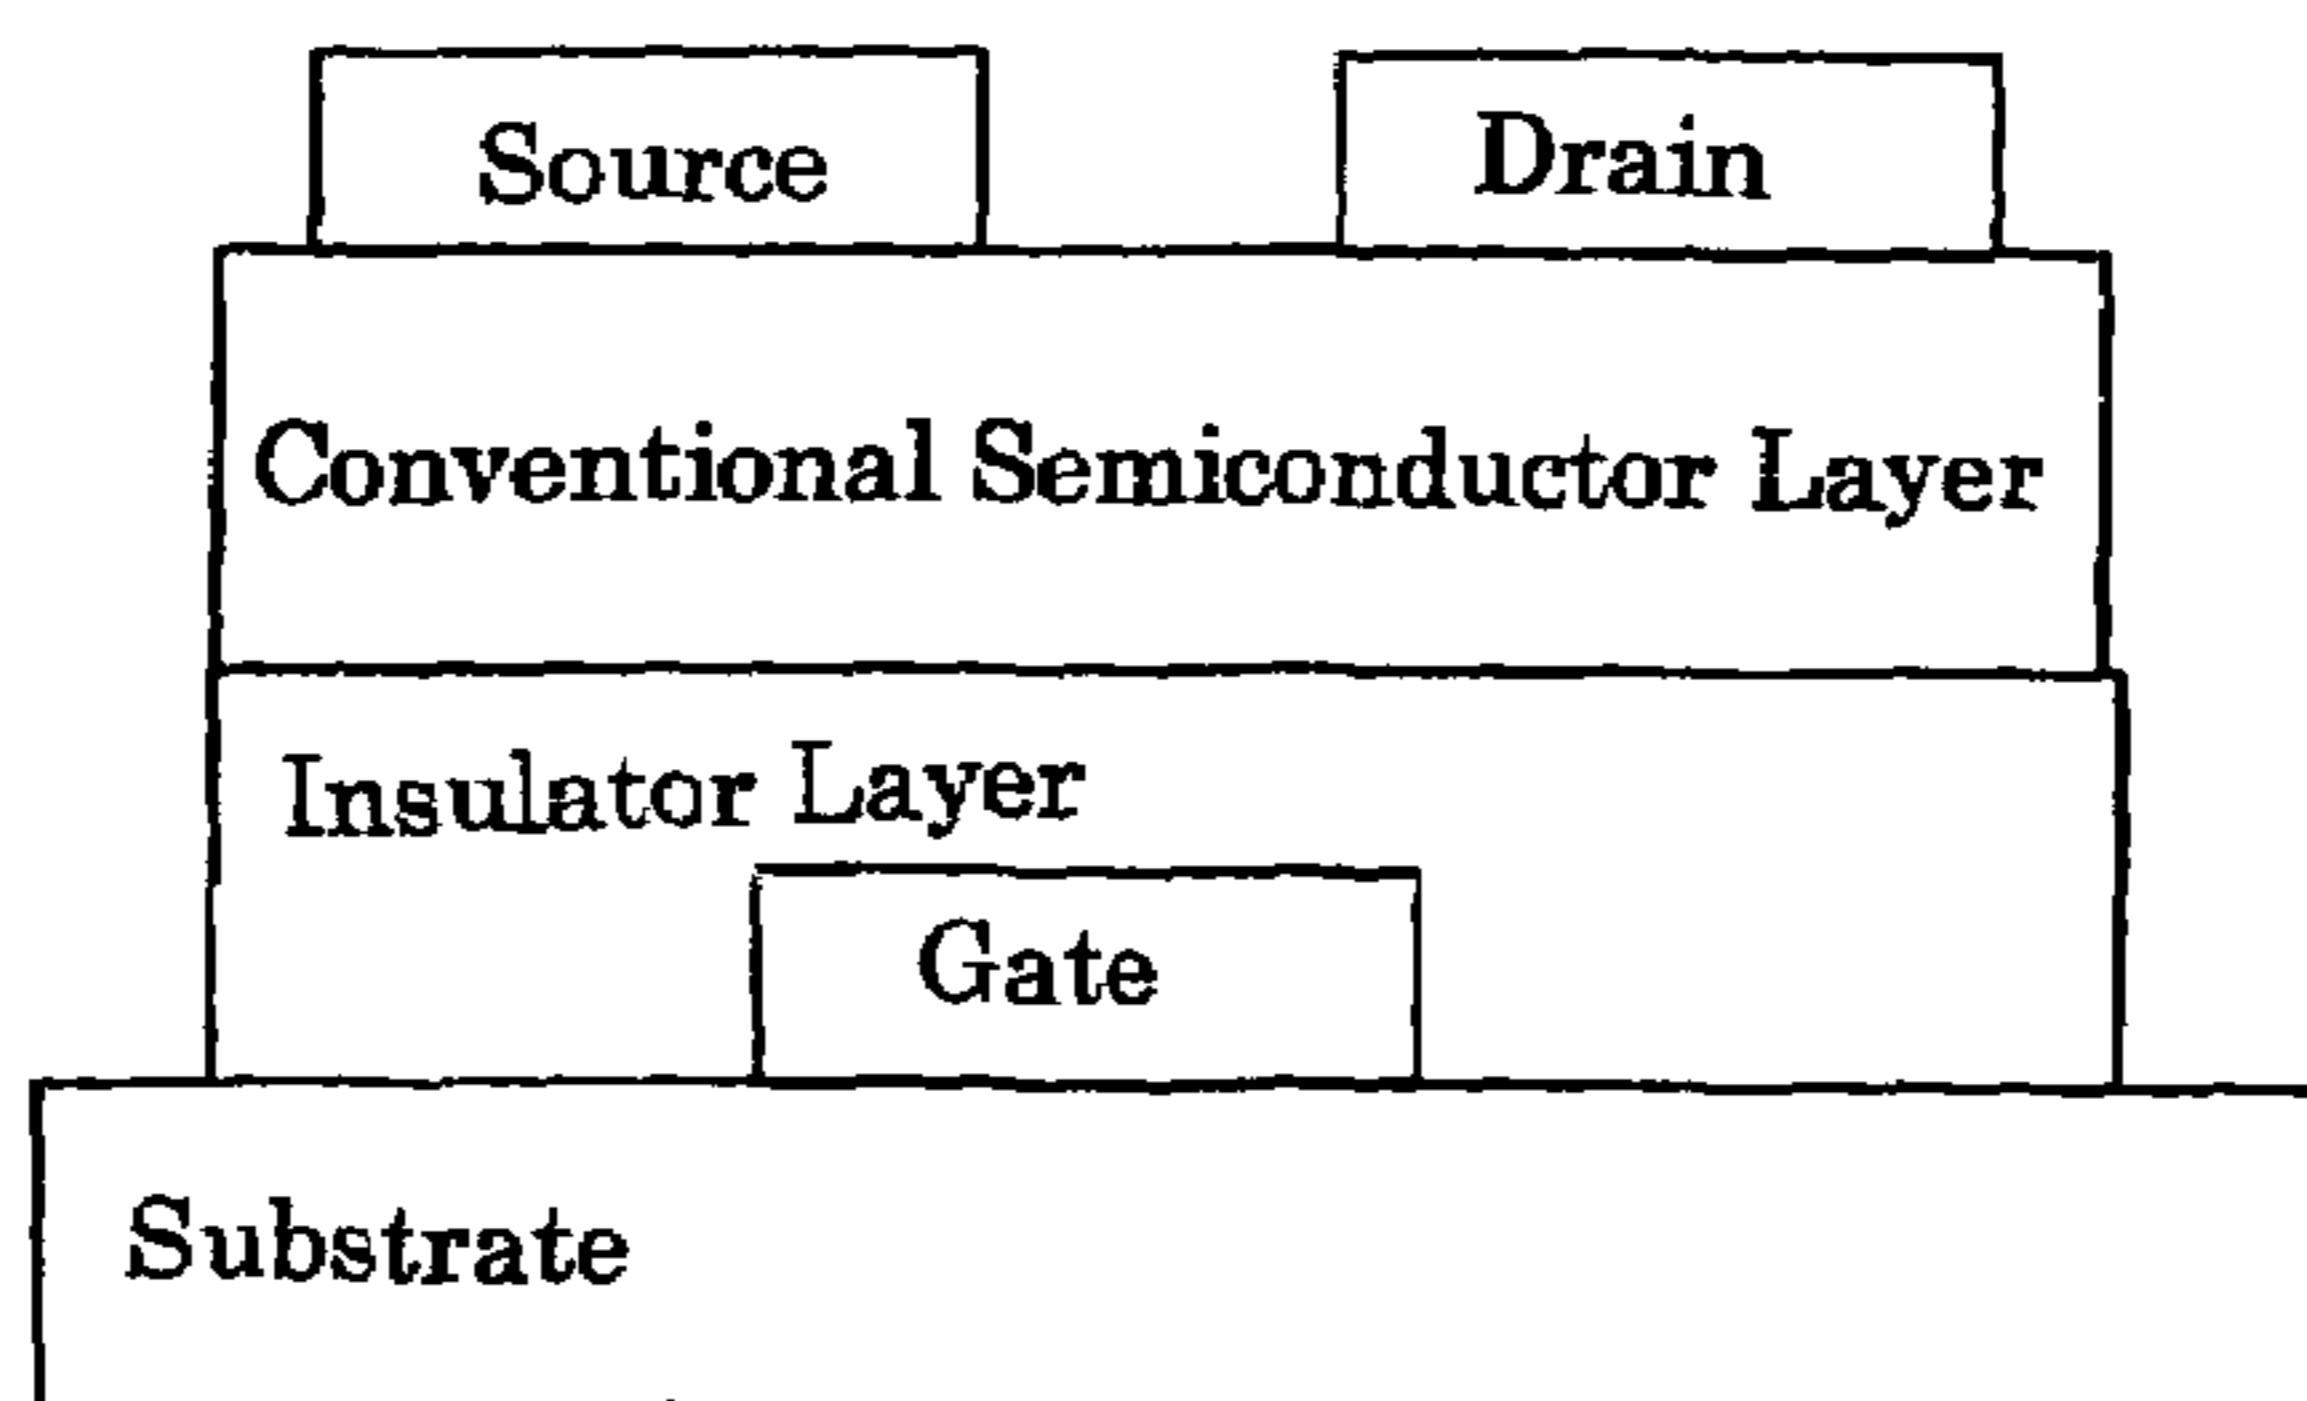 Source
Drain
Conventional Semiconductor Layer
Insulator Layer
Gate
Substrate